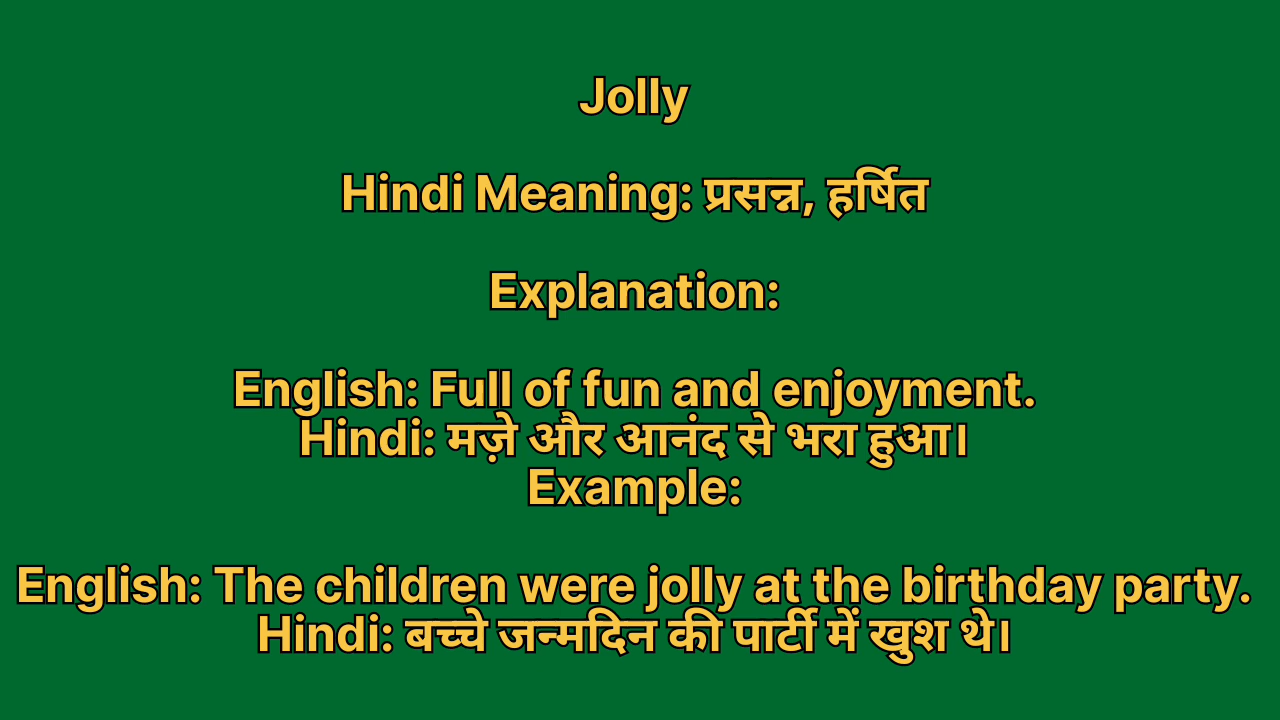 Jolly
Hindi Meaning: प्रसन्न, हर्षित
Explanation:
English: Full of fun and enjoyment.
Hindi: मज़े और आनंद से भरा हुआ।
Example:
English: The children were jolly at the birthday party.
Hindi: बच्चे जन्मदिन की पार्टी में खुश थे।